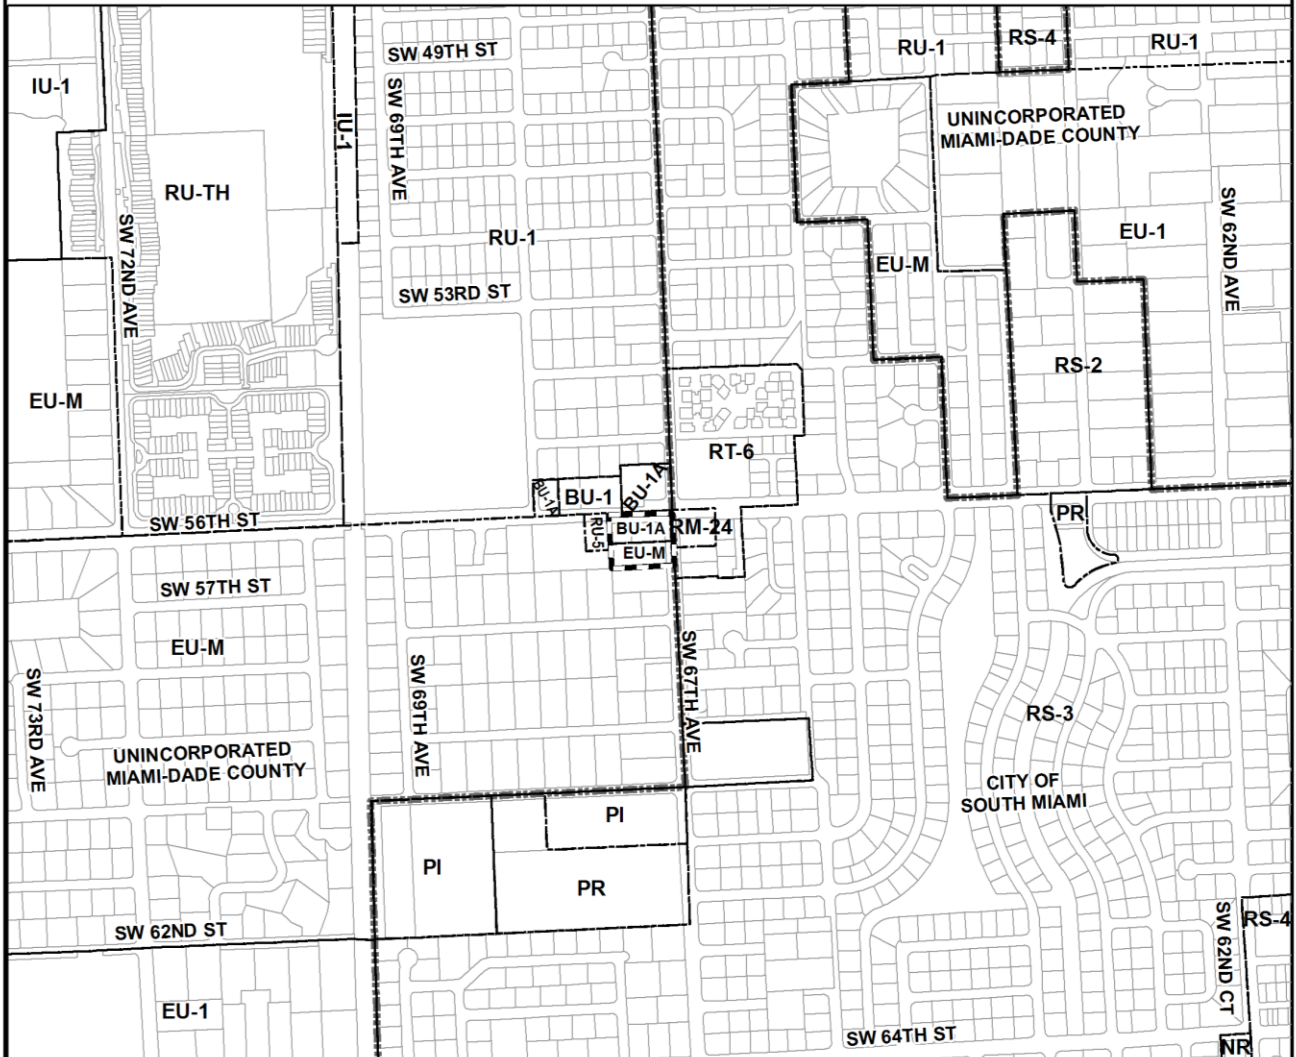 SW 49TH ST
RU-1
RS-4
RU-1
IU-1
IU-1
SW 69TH AVE
UNINCORPORATED
MIAMI-DADE COUNTY
RU-TH
SW 72ND AVE
RU-1
EU-1
SW 62ND AVE
EU-M
SW 53RD ST
RS-2
EU-M
RT-6
BU-1A
BU-1
BU-1A
SW 56TH ST
RU-5
BU-1A
RM-24
PR
EU-M
SW 57TH ST
EU-M
SW 73RD AVE
SW 69TH AVE
SW 67TH AVE
RS-3
UNINCORPORATED
MIAMI-DADE COUNTY
CITY OF
SOUTH MIAMI
PI
PI
PR
SW 62ND ST
SW 62ND CT
RS-4
EU-1
SW 64TH ST
NR